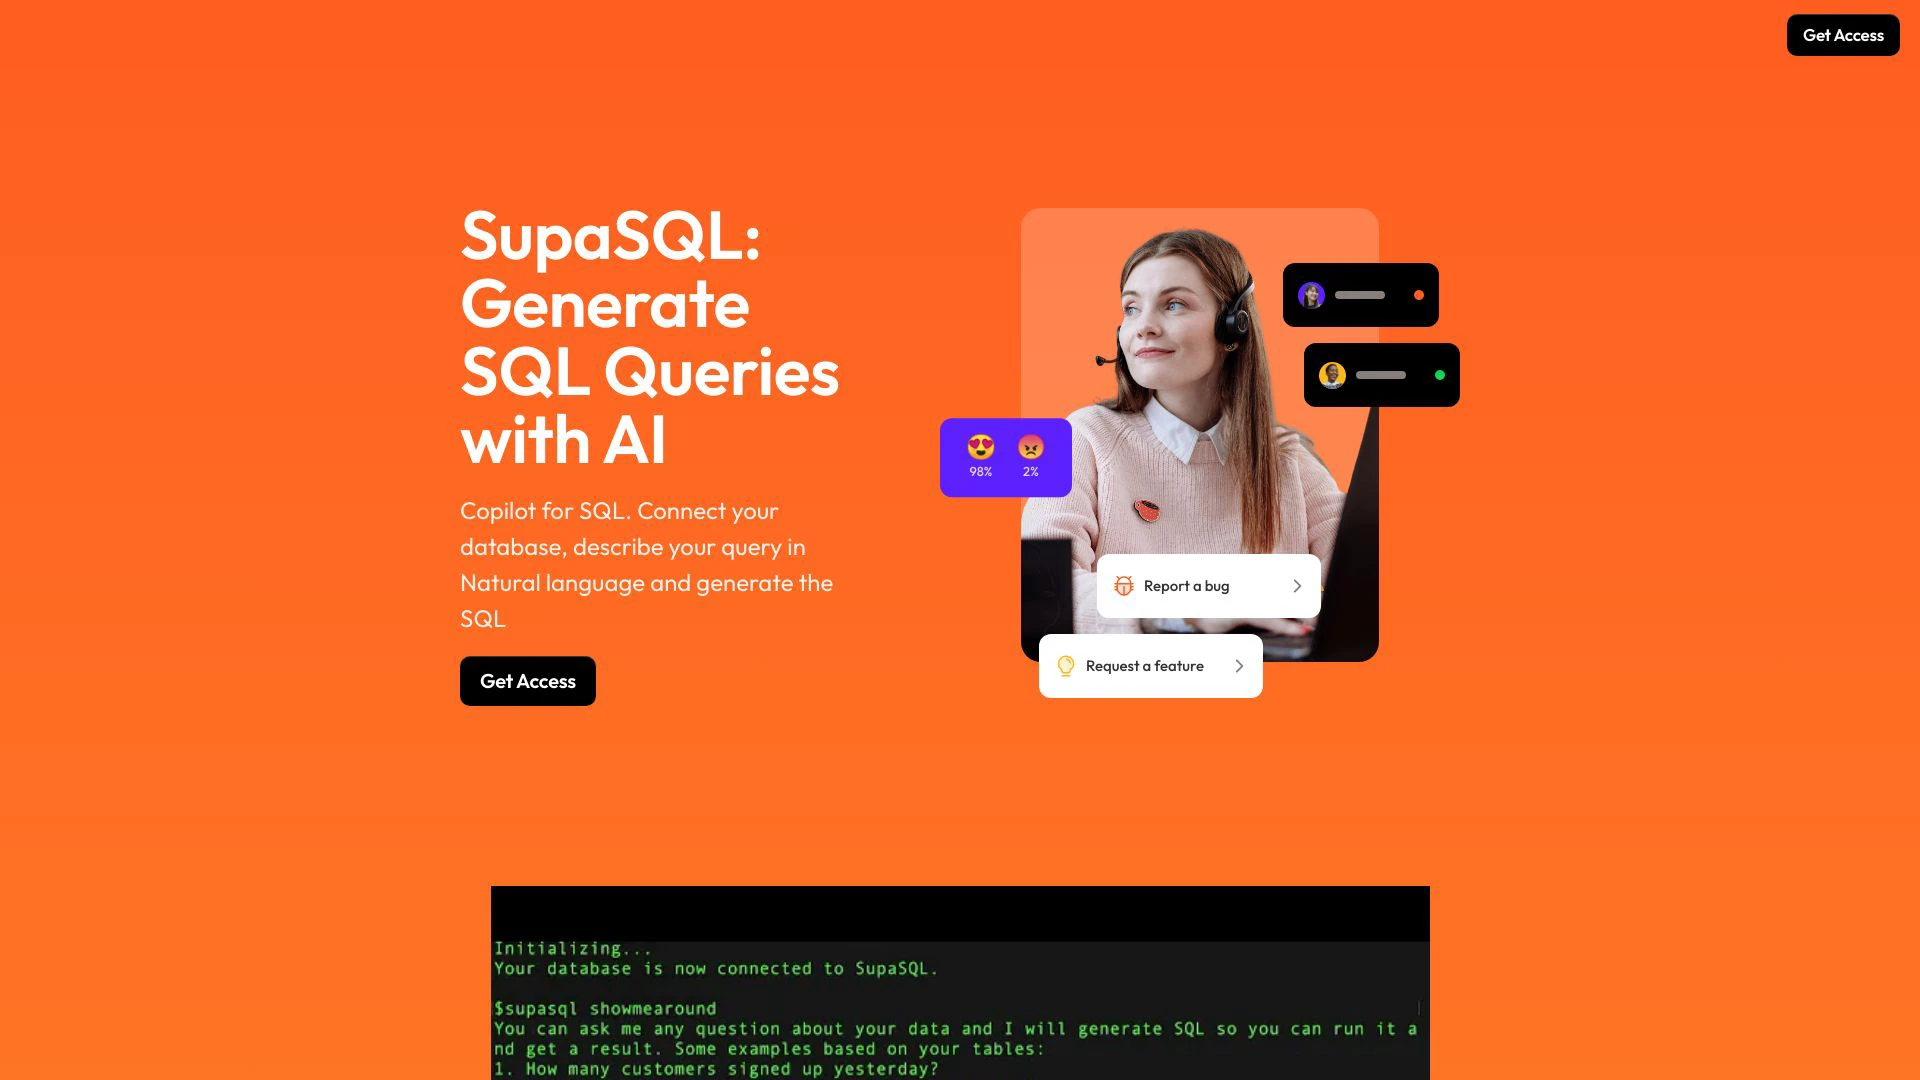 Get Access
SupaSQL:
Generate
SQL Queries
with AI
Copilot for SQL. Connect your
database, describe your query in
Natural language and generate the
SQL
Get Access
98%
2%
Report a bug
Request a feature
Initializing...
Your database is now connected to SupaSQL.
$supasql showmearound
You can ask me any question about your data and I will generate SQL so you can run it a
nd get a result. Some examples based on your tables:
1. How many customers signed up yesterday?